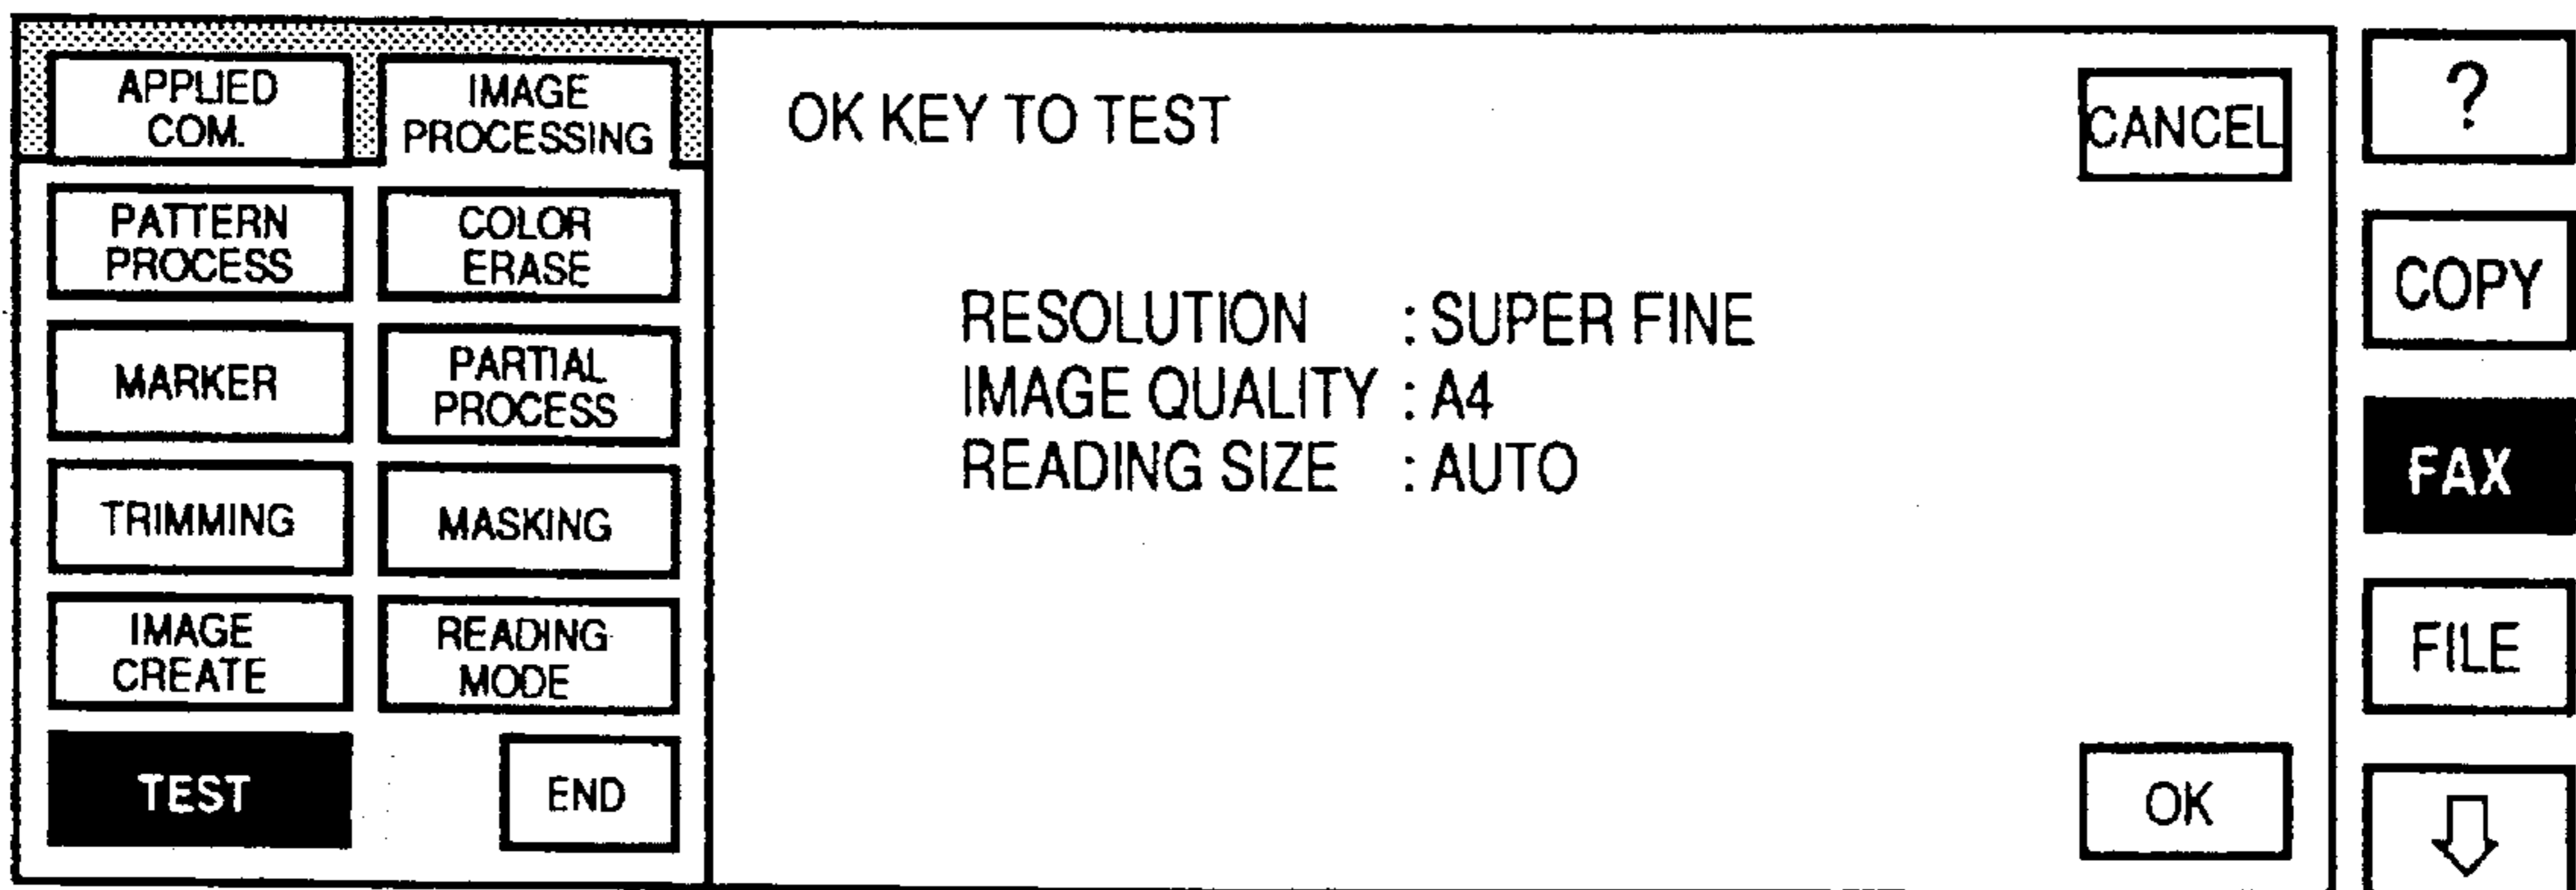 APPLIED
COM.
IMAGE
PROCESSING
PATTERN
PROCESS
COLOR
ERASE
MARKER
PARTIAL
PROCESS
TRIMMING
MASKING
IMAGE
CREATE
READING
MODE
TEST
END
OK KEY TO TEST
CANCEL
RESOLUTION : SUPER FINE
IMAGE QUALITY : A4
READING SIZE : AUTO
OK
?
COPY
FAX
FILE